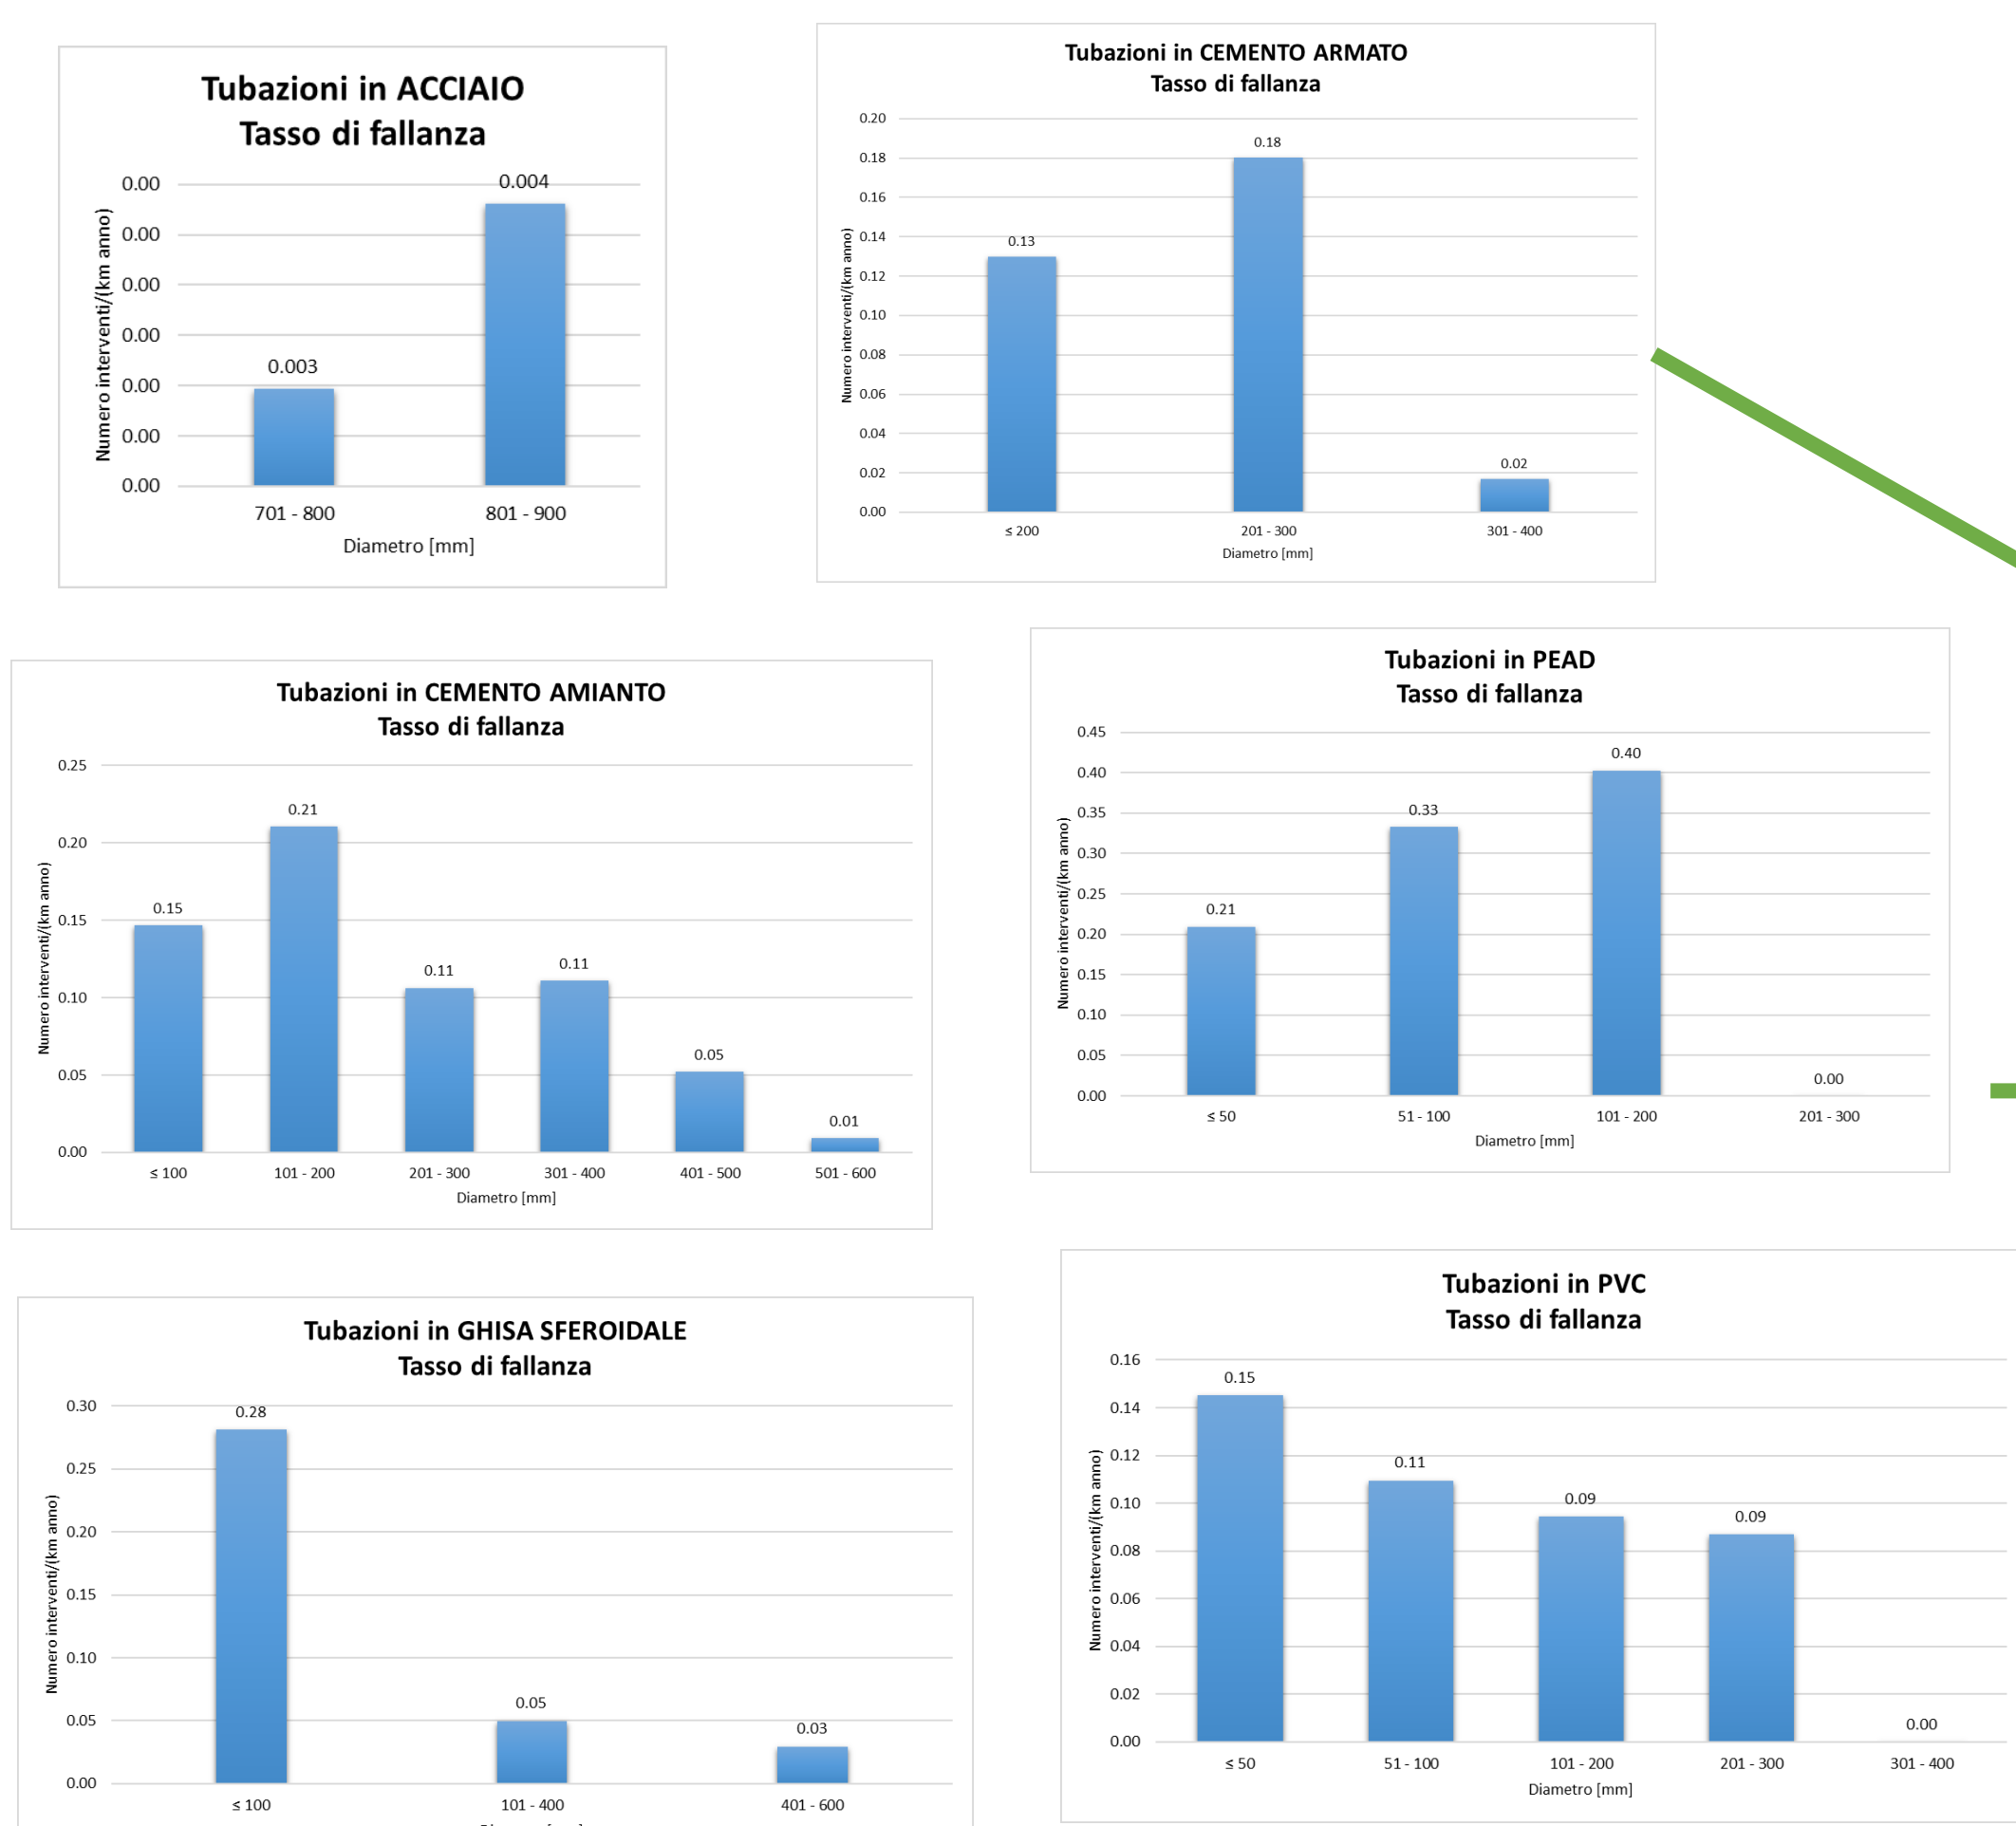 Tubazioni in ACCIAIO
Tasso di fallanza
0.00
0.00
0.00
0.00
0.00
0.00
0.00
Numero interventi/(km anno)
0.003
0.004
701 - 800
801 - 900
Diametro [mm]
Tubazioni in CEMENTO ARMATO
Tasso di fallanza
0.20
0.18
0.16
0.14
0.12
0.10
0.08
0.06
0.04
0.02
0.00
Numero interventi/(km anno)
0.13
0.18
0.02
≤ 200
201 - 300
301 - 400
Diametro [mm]
Tubazioni in CEMENTO AMIANTO
Tasso di fallanza
0.25
0.20
0.15
0.10
0.05
0.00
Numero interventi/(km anno)
0.15
0.21
0.11
0.11
0.05
0.01
≤ 100
101 - 200
201 - 300
301 - 400
401 - 500
501 - 600
Diametro [mm]
Tubazioni in PEAD
Tasso di fallanza
0.45
0.40
0.35
0.30
0.25
0.20
0.15
0.10
0.05
0.00
Numero interventi/(km anno)
0.21
0.33
0.40
0.00
≤ 50
51 - 100
101 - 200
201 - 300
Diametro [mm]
Tubazioni in GHISA SFEROIDALE
Tasso di fallanza
0.30
0.25
0.20
0.15
0.10
0.05
0.00
Numero interventi/(km anno)
0.28
0.05
0.03
≤ 100
101 - 400
401 - 600
Tubazioni in PVC
Tasso di fallanza
0.16
0.14
0.12
0.10
0.08
0.06
0.04
0.02
0.00
Numero interventi/(km anno)
0.15
0.11
0.09
0.09
0.00
≤ 50
51 - 100
101 - 200
201 - 300
301 - 400
Diametro [mm]